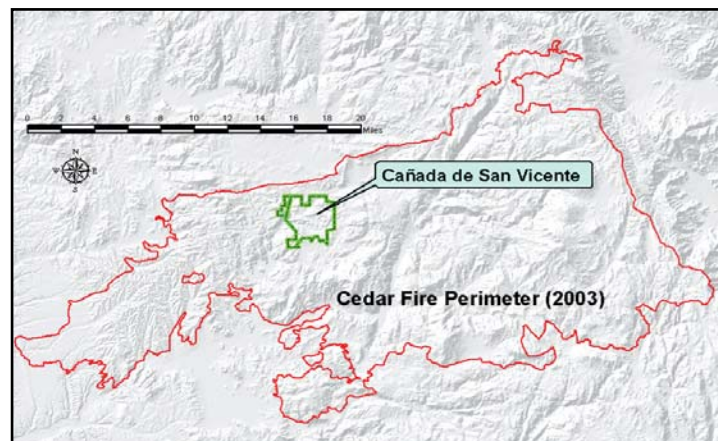 0 2 4 6 8 10 12 14 16 18 20
Miles
N
W E
S
Cañada de San Vicente
Cedar Fire Perimeter (2003)